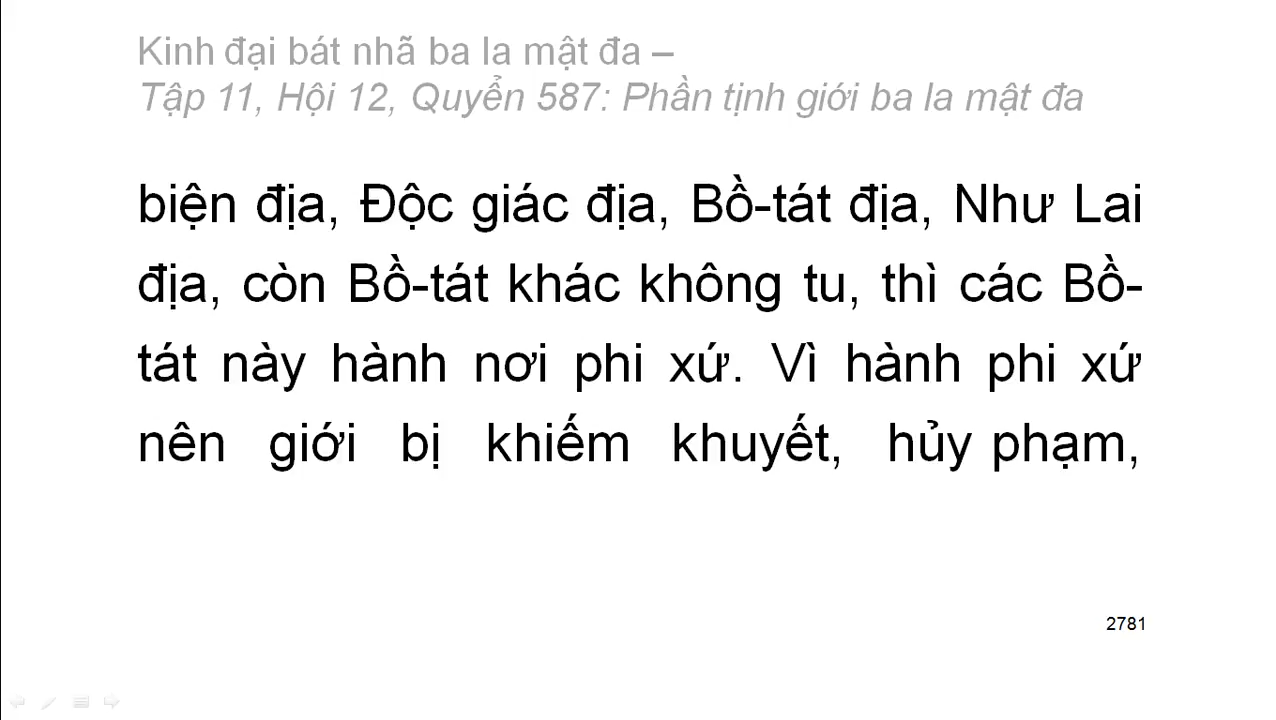 Kinh đại bát nhã ba la mật đa –
Tập 11, Hội 12, Quyển 587: Phần tịnh giới ba la mật đa
biện địa, Độc giác địa, Bồ-tát địa, Như Lai
địa, còn Bồ-tát khác không tu, thì các Bồ-
tát này hành nơi phi xứ. Vì hành phi xứ
nên giới bị khiếm khuyết, hủy phạm,
2781